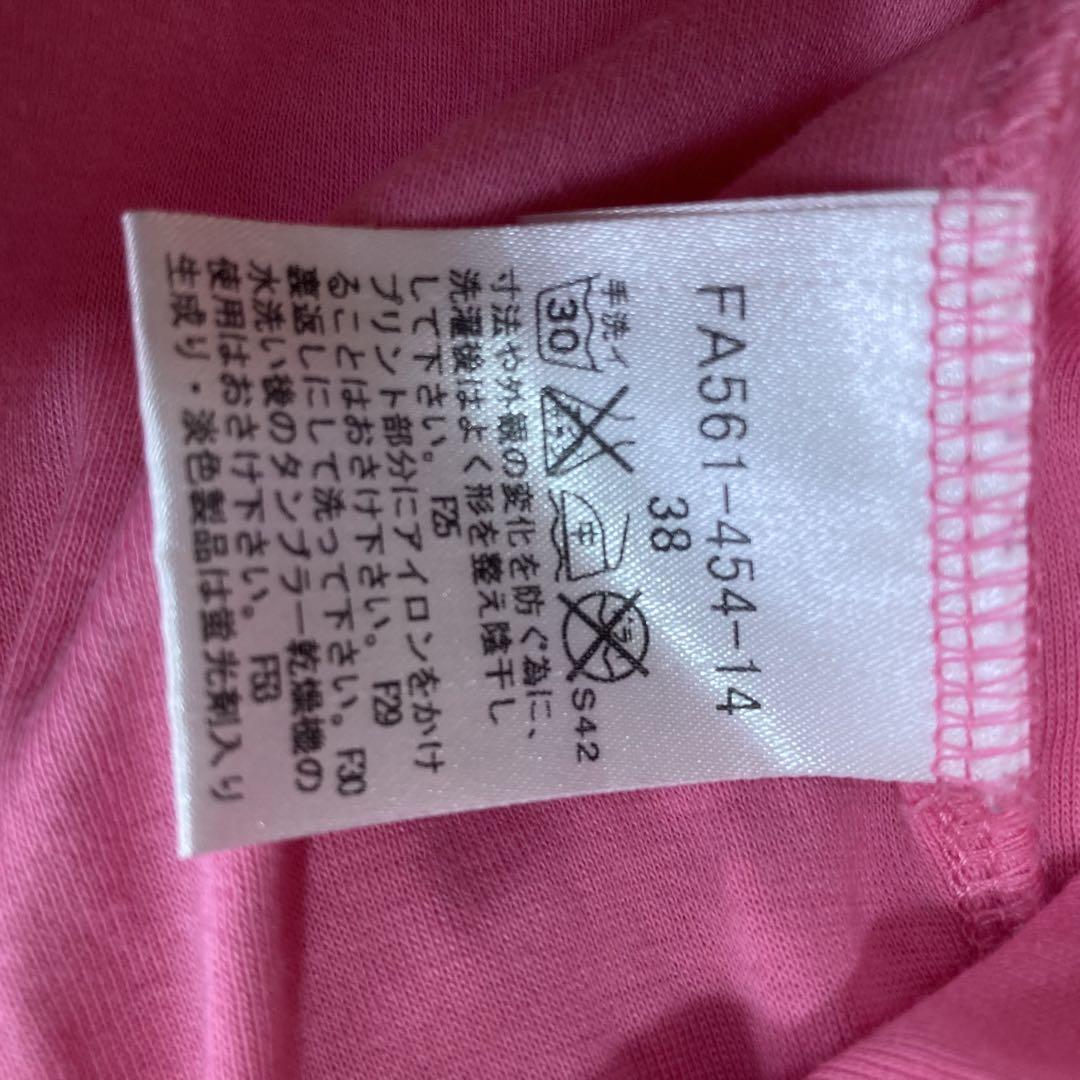 FA561-454-14
38
手洗イ
30
中
S42
寸法や外観の変化を防ぐ為に、
洗濯後はよく形を整え陰干し
して下さい。 F25
プリント部分にアイロンをかけ
ることはおさけ下さい。 F29
裏返しにして洗って下さい。 F30
水洗い後のタンブラー乾燥機の
使用はおさけ下さい。 F53
生成り・淡色製品は蛍光剤入り